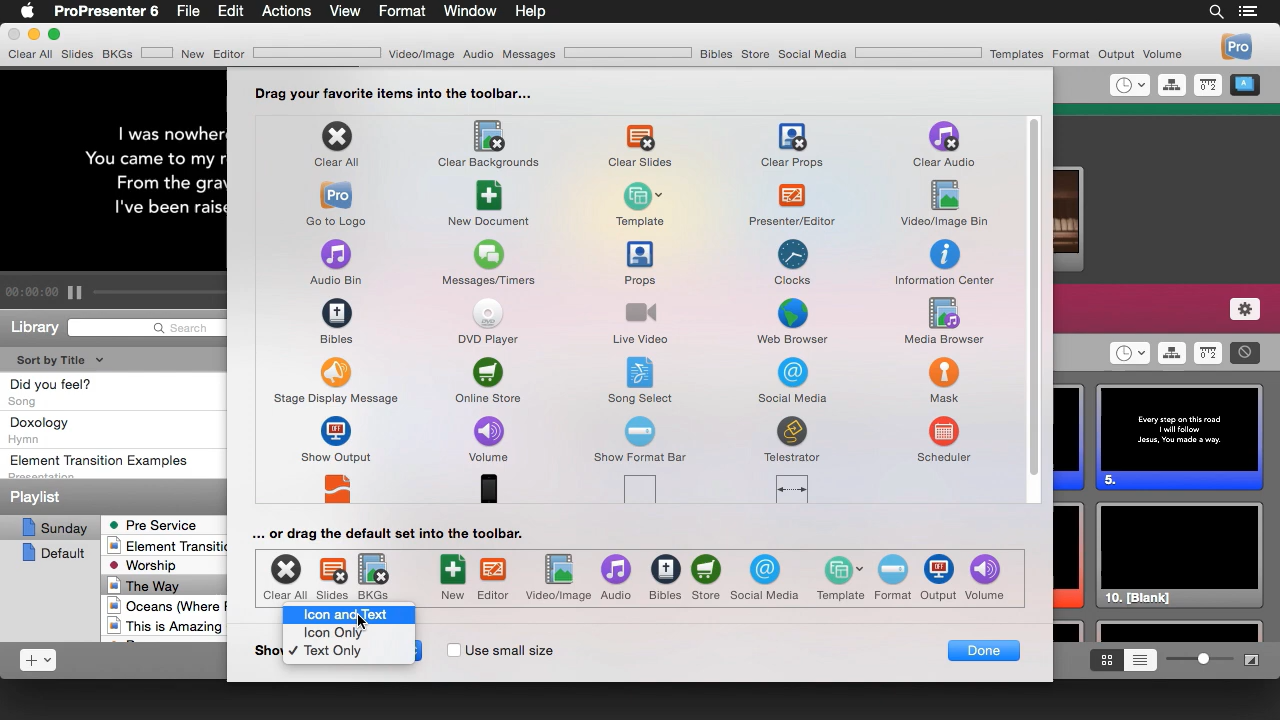 ProPresenter 6 File Edit Actions View Format Window Help
Clear All Slides BKGs New Editor Video/Image Audio Messages Bibles Store Social Media Templates Format Output Volume
Pro
Drag your favorite items into the toolbar...
I was nowher
You came to my r
From the grav
I've been raise
Clear All Clear Backgrounds Clear Slides Clear Props Clear Audio
Pro
Go to Logo New Document Template Presenter/Editor Video/Image Bin
Audio Bin Messages/Timers Props Clocks Information Center
00:00:00
Library Search
Bibles DVD Player Live Video Web Browser Media Browser
Sort by Title
Did you feel?
Song
Stage Display Message Online Store Song Select Social Media Mask
Doxology
Hymn
Every step on this road
I will follow
Jesus, You made a way.
OFF
Show Output Volume Show Format Bar Telestrator Scheduler
Element Transition Examples
Presentation
5.
Playlist
Sunday
Default
Pre Service
Element Transitic
Worship
The Way
Oceans (Where F
This is Amazing
... or drag the default set into the toolbar.
OFF
Clear All Slides BKGs New Editor Video/Image Audio Bibles Store Social Media Template Format Output Volume
10. [Blank]
Icon and Text
Icon Only
✓ Text Only
Show
Use small size
Done